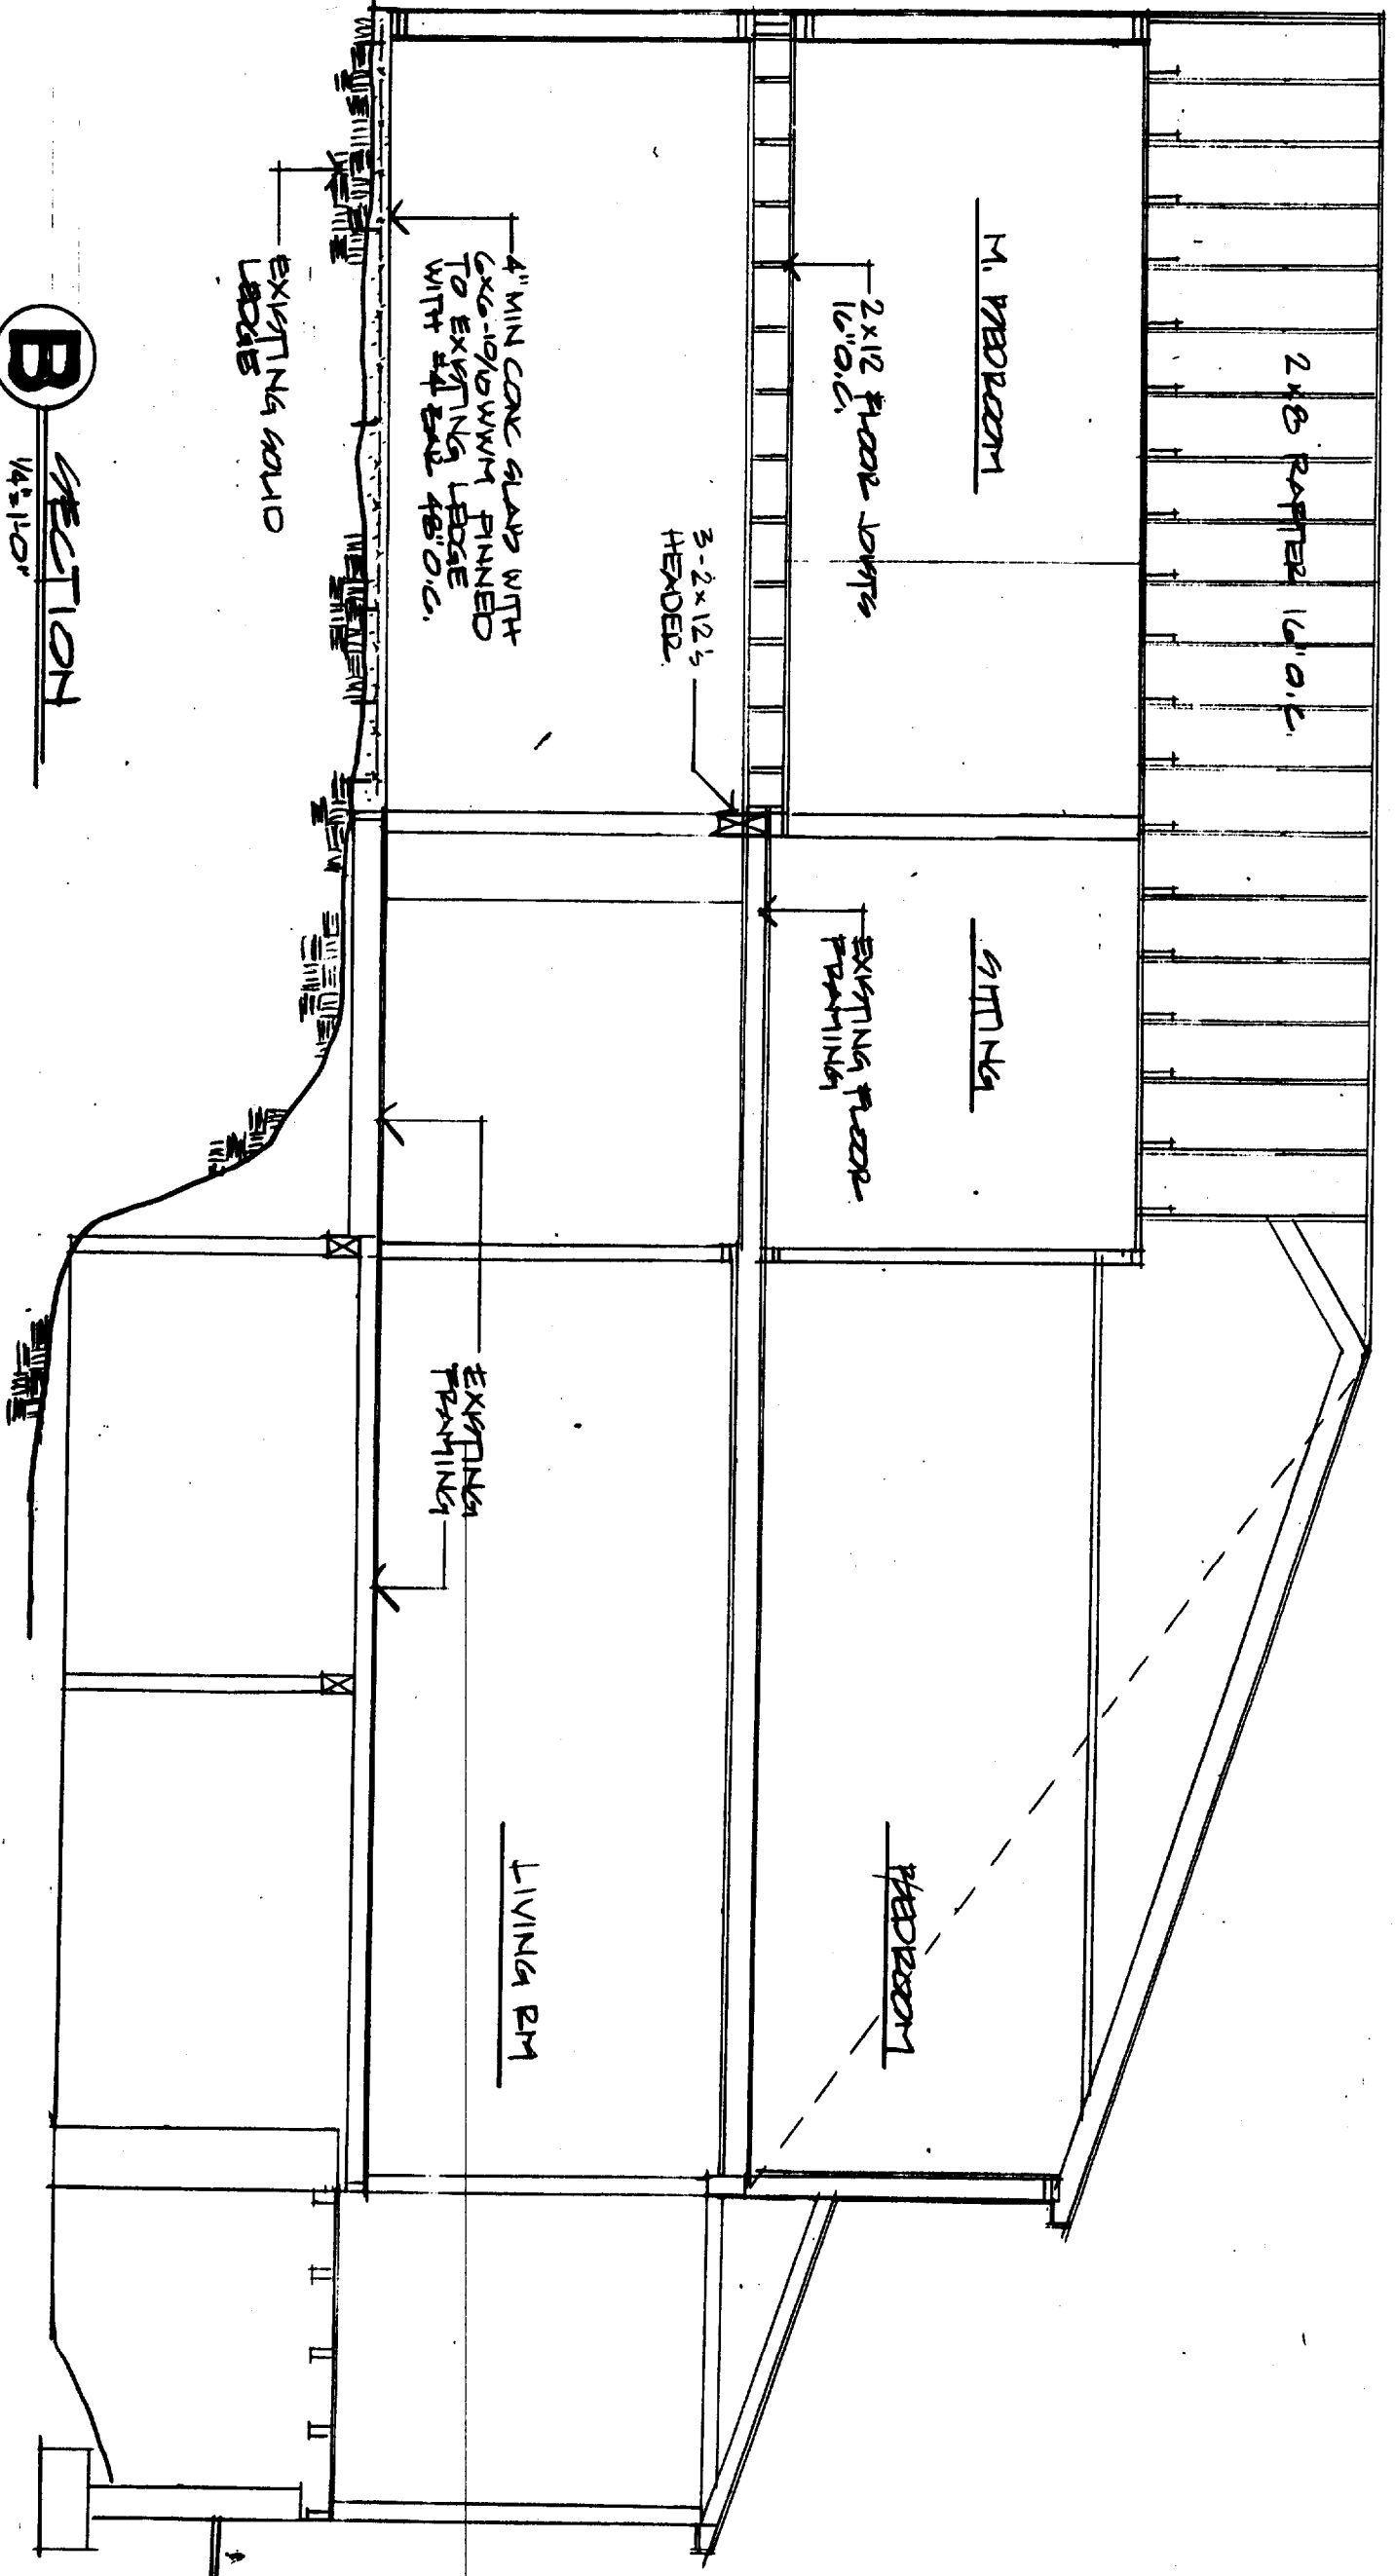 2x8 RAFTER 16"O.C.
M. BEDROOM
SITTING
2x12 FLOOR JOISTS
16"O.C.
EXISTING FLOOR
FRAMING
BEDROOM
3-2x12's
HEADER
4" MIN CONC SLAB WITH
6x6-10/10 WWM PINNED
TO EXISTING LEDGE
WITH #4 BAR 48"O.C.
EXISTING
FRAMING
LIVING RM
EXISTING SOLID
LEDGE
B SECTION
1/4"=1'-0"